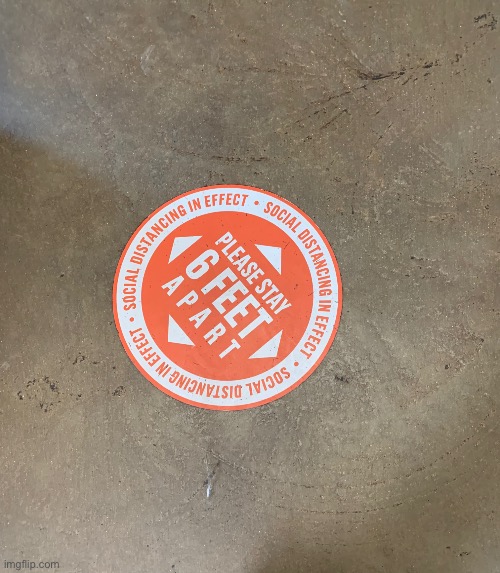 SOCIAL DISTANCING IN EFFECT • SOCIAL DISTANCING IN EFFECT • SOCIAL DISTANCING IN EFFECT •
PLEASE STAY
6 FEET
APART
imgflip.com